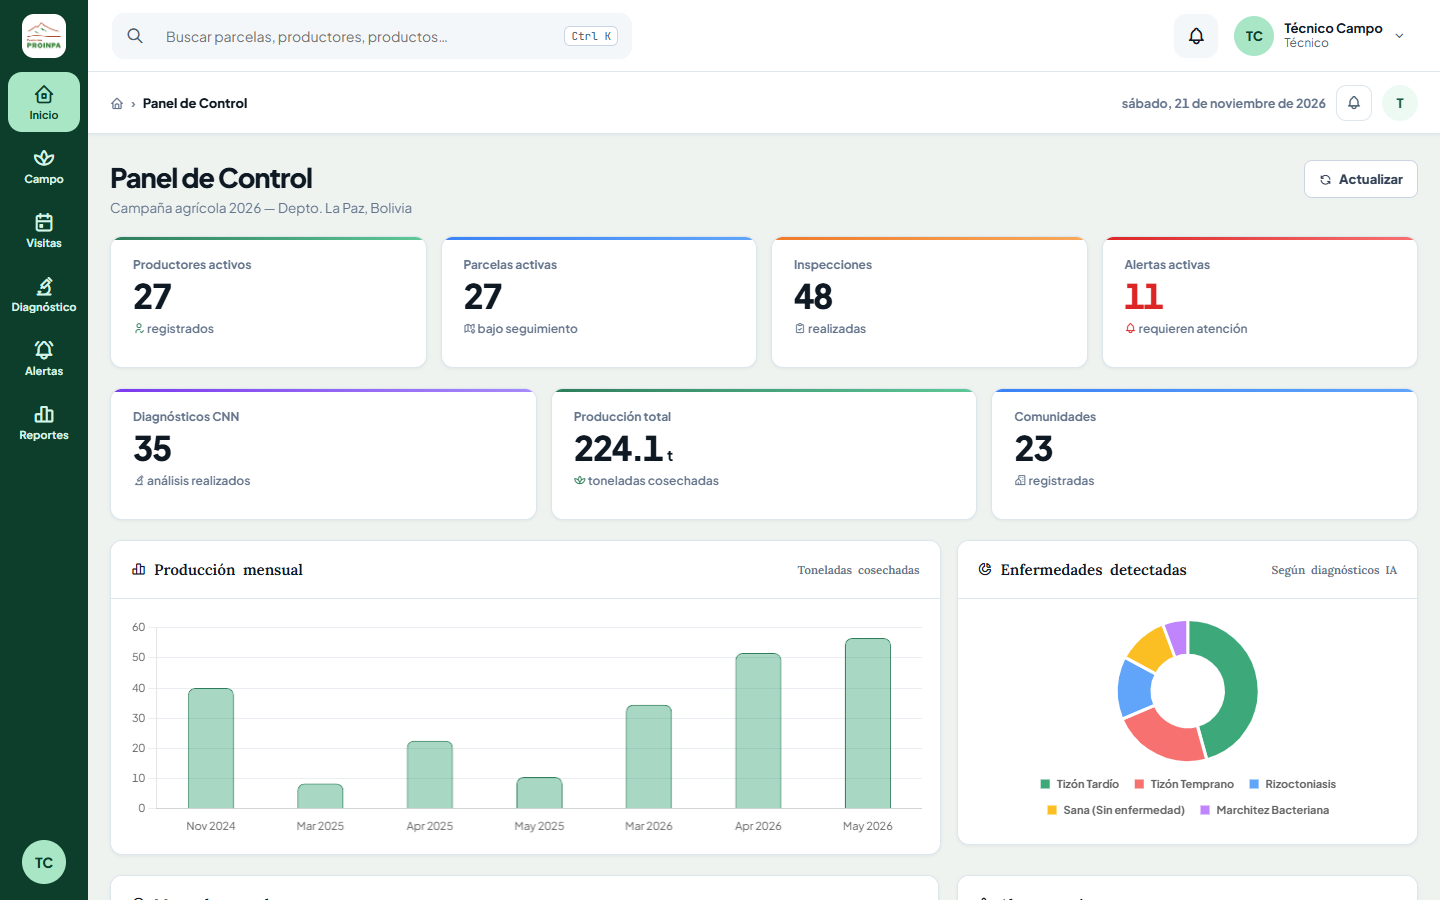 PROINPA
Buscar parcelas, productores, productos...
Ctrl K
TC
Técnico Campo
Técnico
Inicio
Campo
Visitas
Diagnóstico
Alertas
Reportes
TC
› Panel de Control
sábado, 21 de noviembre de 2026
T
Panel de Control
Campaña agrícola 2026 — Depto. La Paz, Bolivia
Actualizar
Productores activos
27
registrados
Parcelas activas
27
bajo seguimiento
Inspecciones
48
realizadas
Alertas activas
11
requieren atención
Diagnósticos CNN
35
análisis realizados
Producción total
224.1 t
toneladas cosechadas
Comunidades
23
registradas
Producción mensual
Toneladas cosechadas
60
50
40
30
20
10
0
Nov 2024
Mar 2025
Apr 2025
May 2025
Mar 2026
Apr 2026
May 2026
Enfermedades detectadas
Según diagnósticos IA
Tizón Tardío
Tizón Temprano
Rizoctoniasis
Sana (Sin enfermedad)
Marchitez Bacteriana